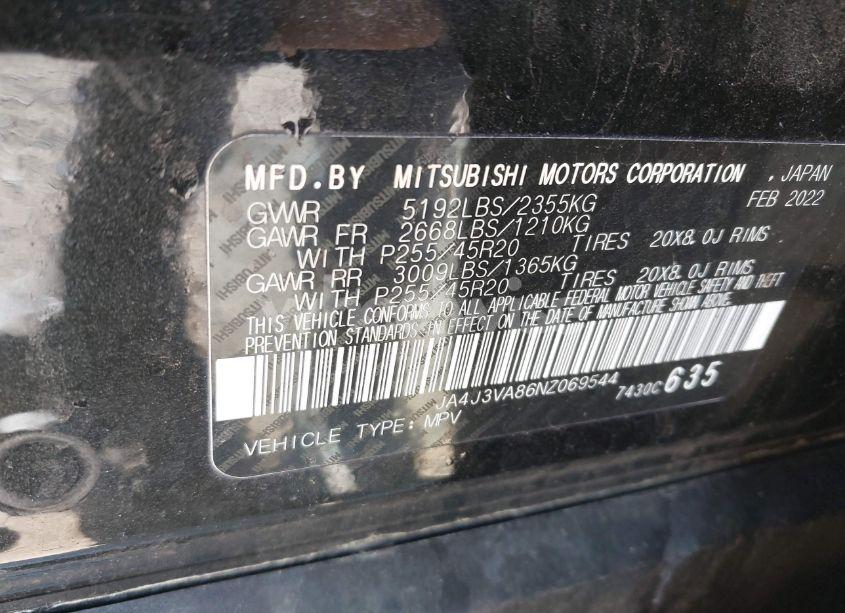 MFD.BY MITSUBISHI MOTORS CORPORATION , JAPAN
FEB 2022
GVWR 5192LBS/2355KG
GAWR FR 2668LBS/1210KG
WITH P255/45R20 TIRES 20X8.0J RIMS
GAWR RR 3009LBS/1365KG
WITH P255/45R20 TIRES 20X8.0J RIMS
THIS VEHICLE CONFORMS TO ALL APPLICABLE FEDERAL MOTOR VEHICLE SAFETY AND THEFT
PREVENTION STANDARDS IN EFFECT ON THE DATE OF MANUFACTURE SHOWN ABOVE.
JA4J3VA86NZ069544 7430C 635
VEHICLE TYPE: MPV